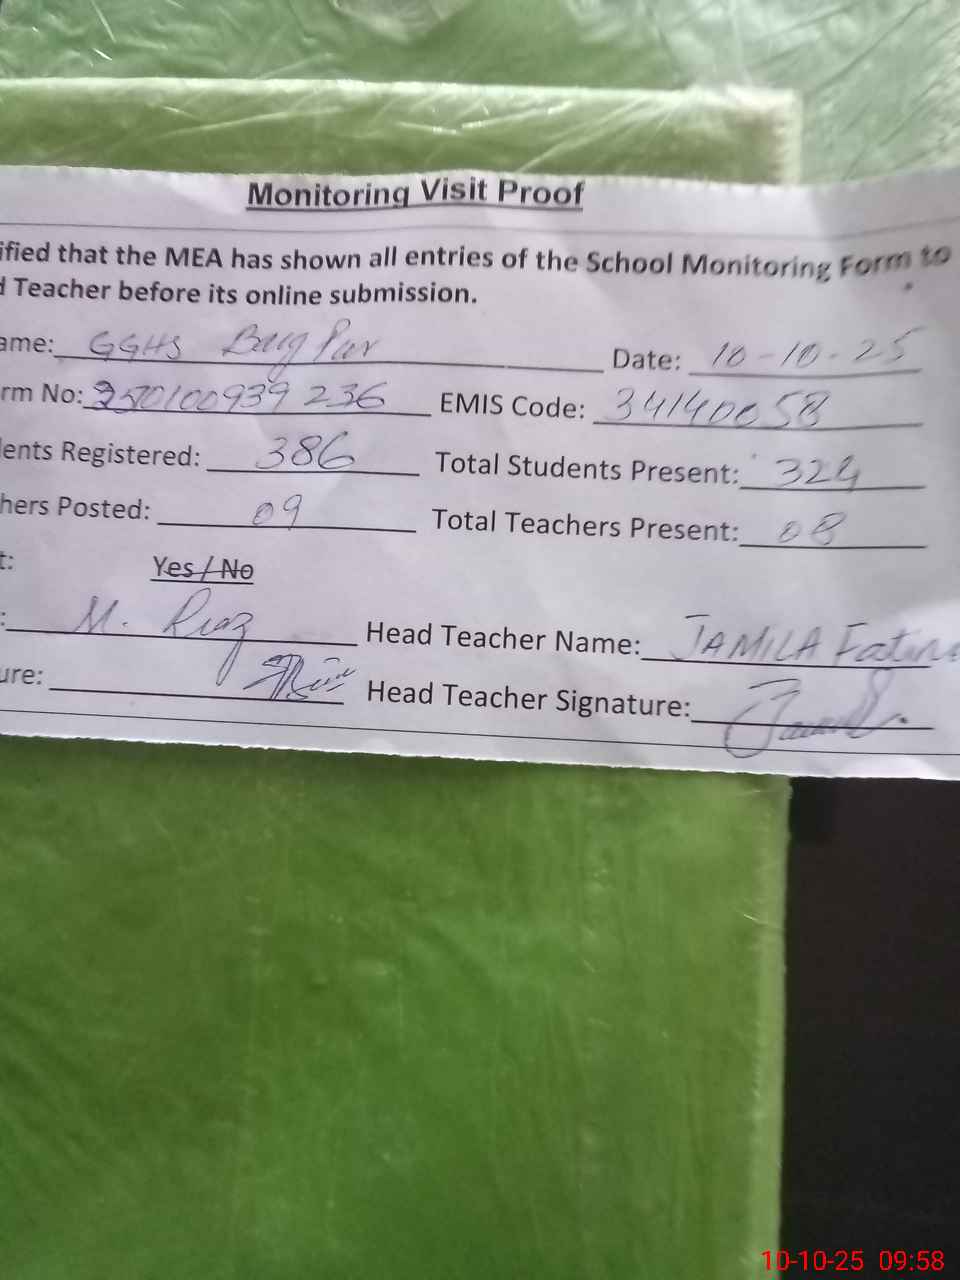 Monitoring Visit Proof
ified that the MEA has shown all entries of the School Monitoring Form to
d Teacher before its online submission.
ame: GGHS Bag Par Date: 10-10-25
rm No: EMIS Code: 34140058
lents Registered: 386 Total Students Present: 324
hers Posted: 09 Total Teachers Present: 08
t: Yes / No
: M. Riaz Head Teacher Name: JAMILA Fatim
ure: Head Teacher Signature:
10-10-25 09:58